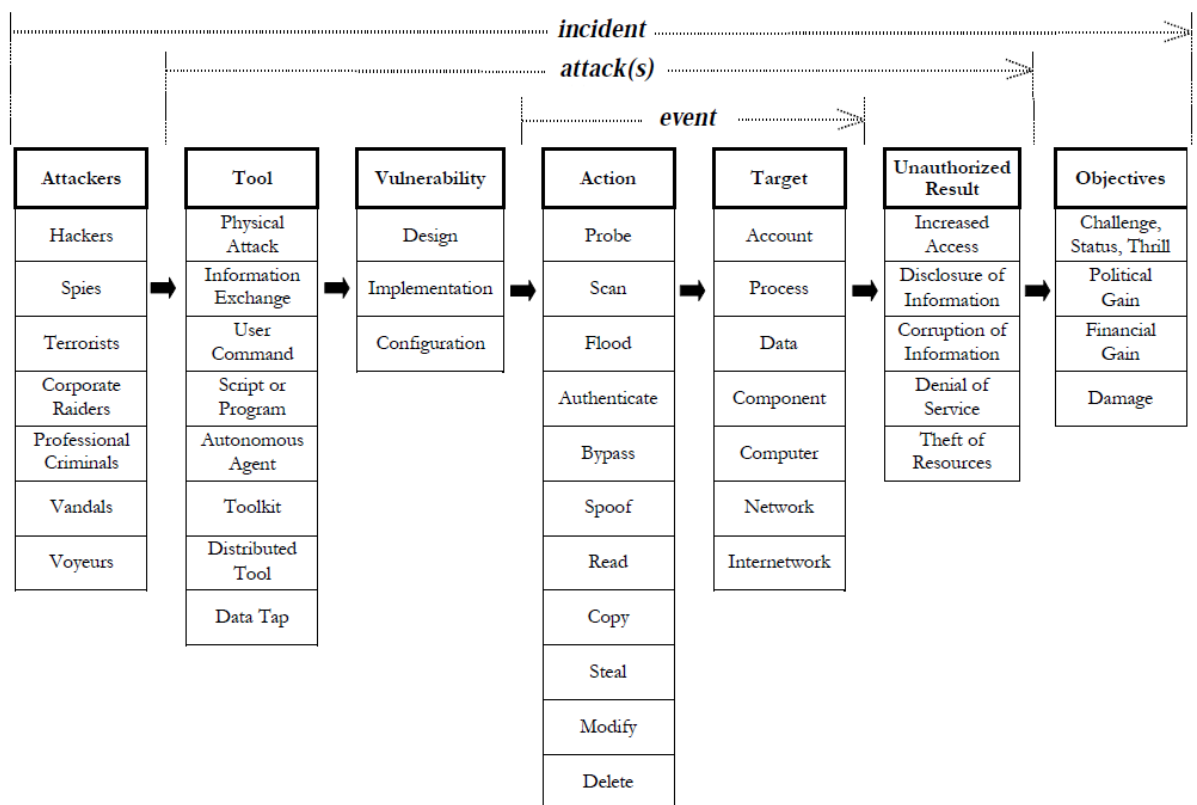 incident
attack(s)
event
Attackers
Hackers
Spies
Terrorists
Corporate
Raiders
Professional
Criminals
Vandals
Voyeurs
Tool
Physical
Attack
Information
Exchange
User
Command
Script or
Program
Autonomous
Agent
Toolkit
Distributed
Tool
Data Tap
Vulnerability
Design
Implementation
Configuration
Action
Probe
Scan
Flood
Authenticate
Bypass
Spoof
Read
Copy
Steal
Modify
Delete
Target
Account
Process
Data
Component
Computer
Network
Internetwork
Unauthorized
Result
Increased
Access
Disclosure of
Information
Corruption of
Information
Denial of
Service
Theft of
Resources
Objectives
Challenge,
Status, Thrill
Political
Gain
Financial
Gain
Damage